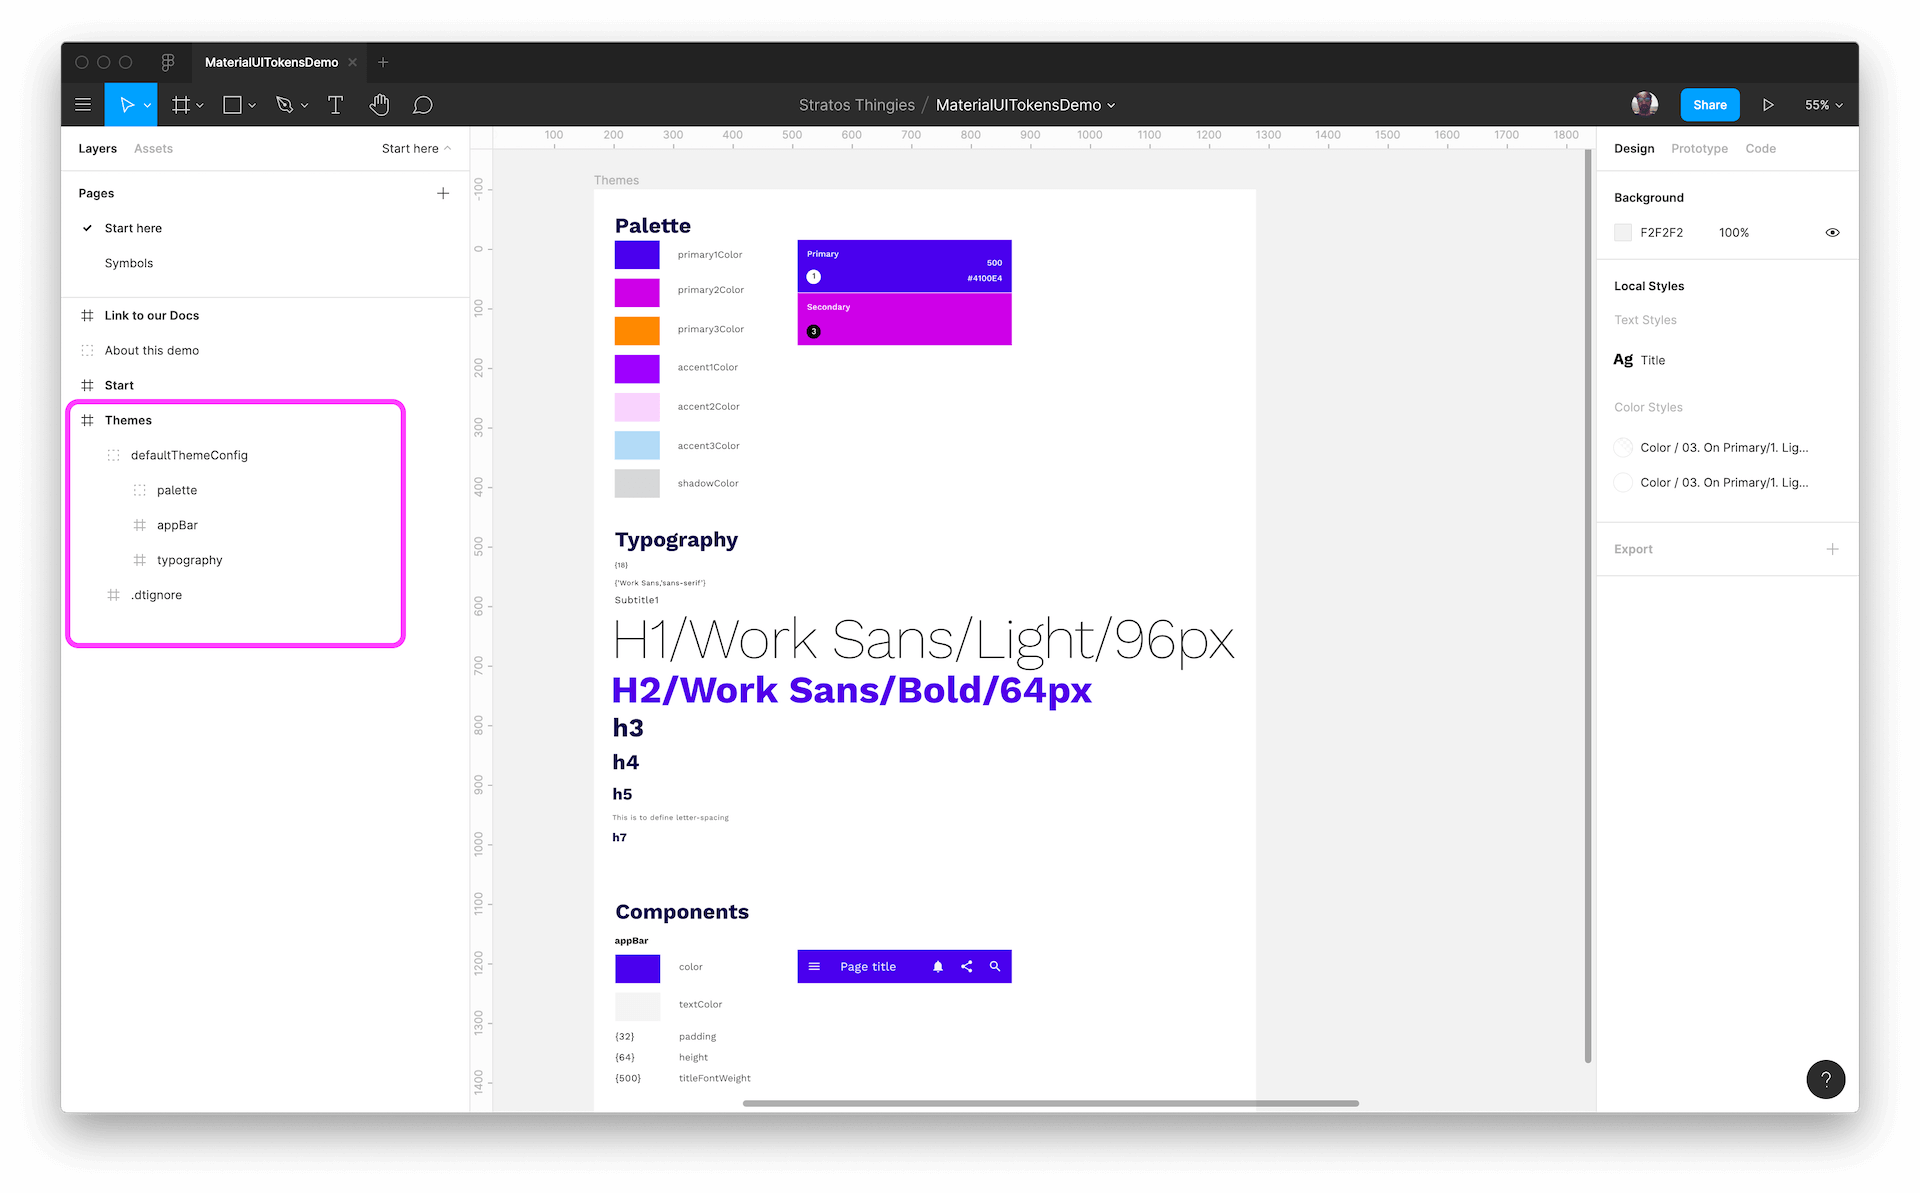 MaterialUITokensDemo
Stratos Thingies / MaterialUITokensDemo
Share
55%
Layers
Assets
Start here
Pages
Start here
Symbols
Link to our Docs
About this demo
Start
Themes
defaultThemeConfig
palette
appBar
typography
.dtignore
100 200 300 400 500 600 700 800 900 1000 1100 1200 1300 1400 1500 1600 1700 1800
-100
0
100
200
300
400
500
600
700
800
900
1000
1100
1200
1300
1400
Themes
Palette
primary1Color
primary2Color
primary3Color
accent1Color
accent2Color
accent3Color
shadowColor
Primary
500
1
#4100E4
Secondary
3
Typography
{18}
{'Work Sans,'sans-serif'}
Subtitle1
H1/Work Sans/Light/96px
H2/Work Sans/Bold/64px
h3
h4
h5
This is to define letter-spacing
h7
Components
appBar
color
textColor
{32} padding
{64} height
{500} titleFontWeight
Page title
Design
Prototype
Code
Background
F2F2F2 100%
Local Styles
Text Styles
Ag Title
Color Styles
Color / 03. On Primary/1. Lig...
Color / 03. On Primary/1. Lig...
Export
?